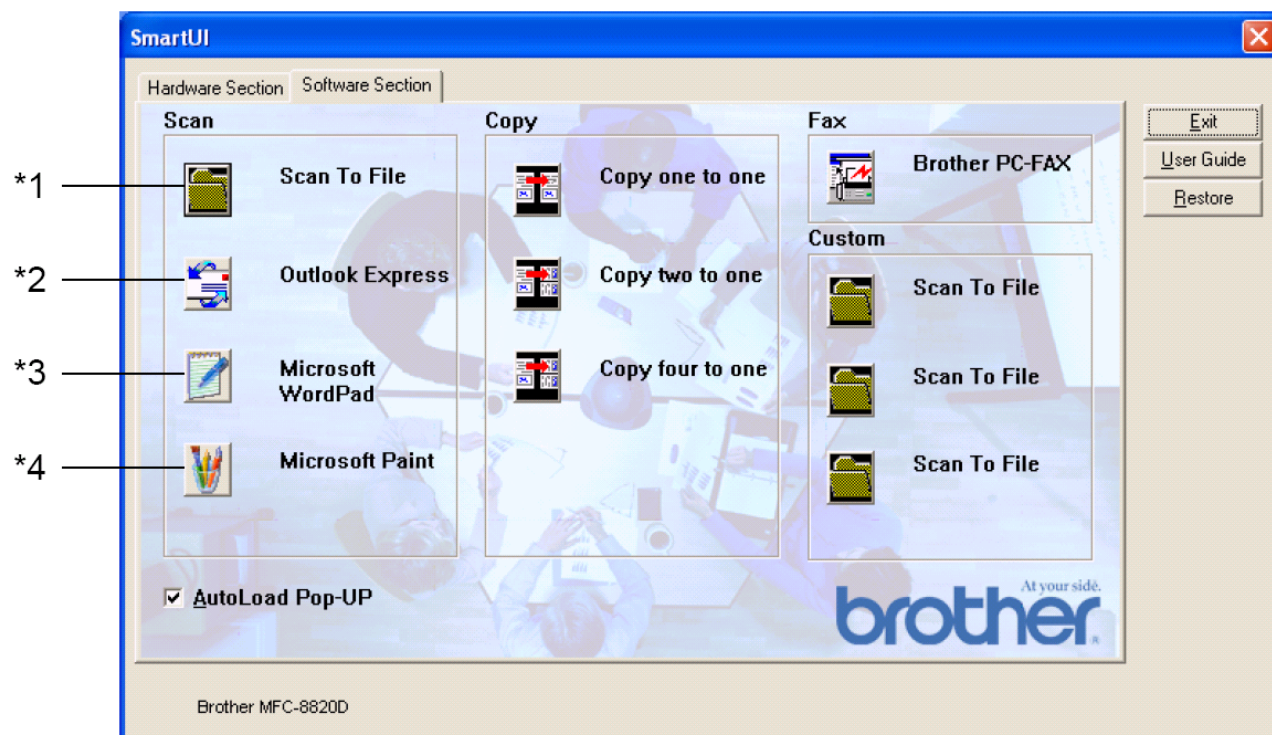 SmartUI
Hardware Section
Software Section
Scan
*1
Scan To File
*2
Outlook Express
*3
Microsoft
WordPad
*4
Microsoft Paint
Copy
Copy one to one
Copy two to one
Copy four to one
Fax
Brother PC-FAX
Custom
Scan To File
Scan To File
Scan To File
Exit
User Guide
Restore
AutoLoad Pop-UP
At your side.
brother®
Brother MFC-8820D